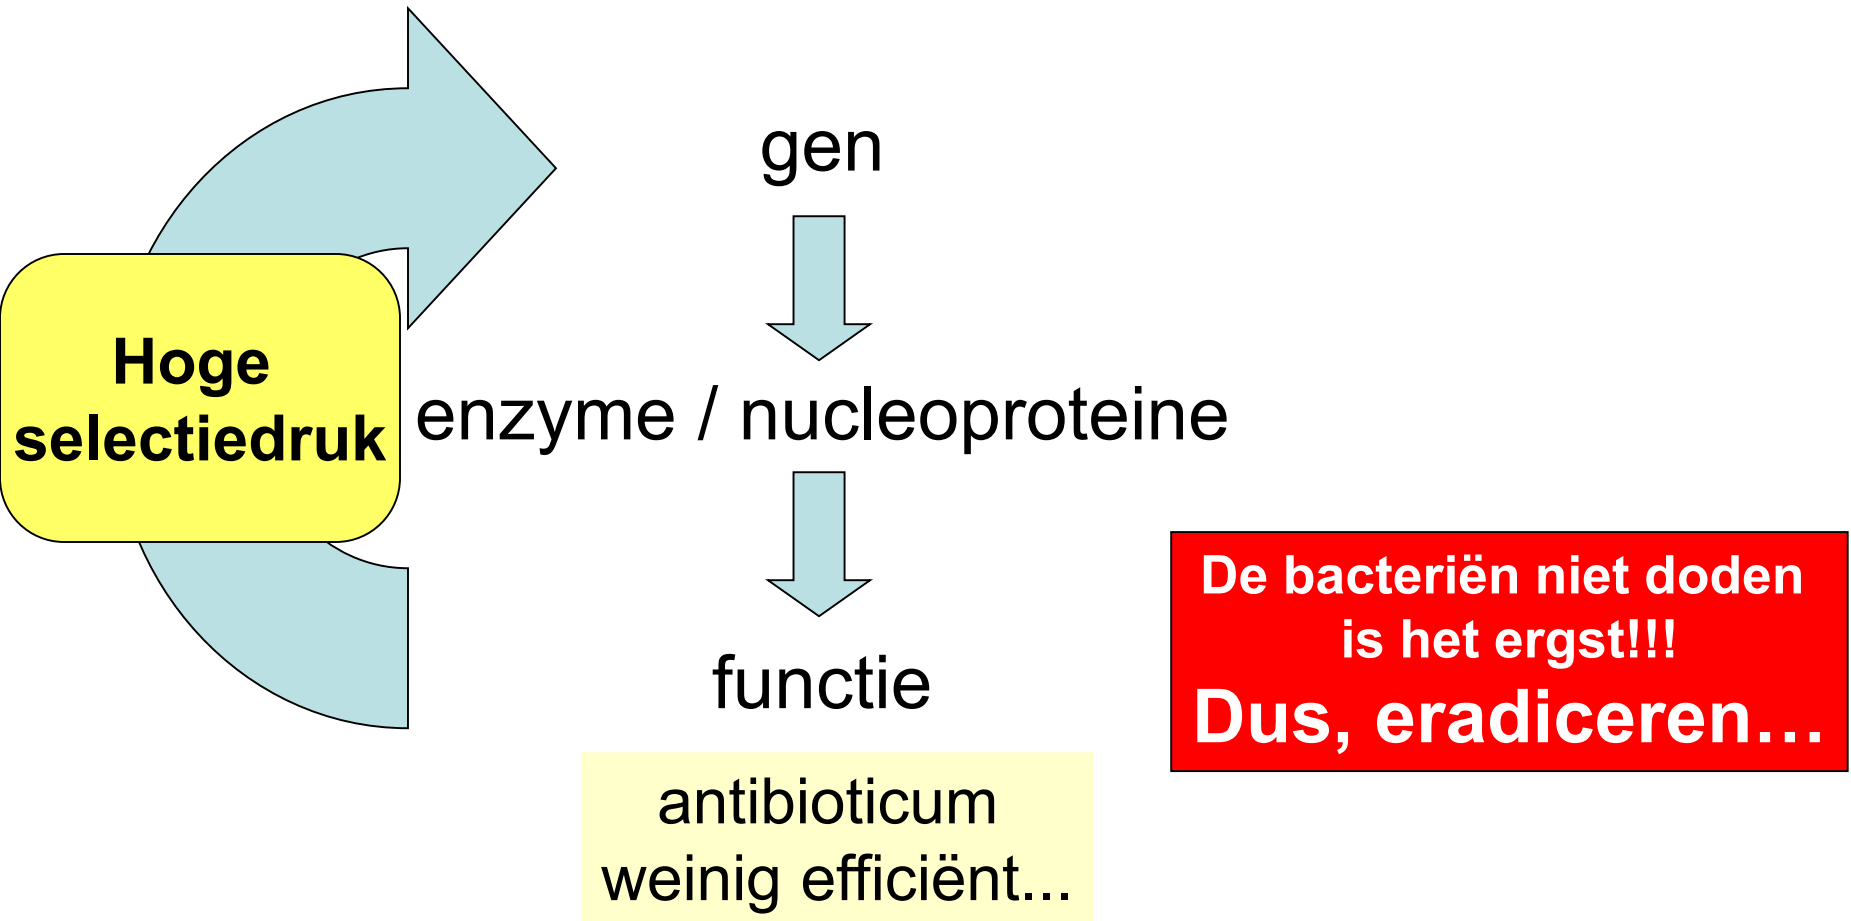 gen
Hoge
selectiedruk
enzyme / nucleoproteine
functie
antibioticum
weinig efficiënt...
De bacteriën niet doden
is het ergst!!!
Dus, eradiceren…